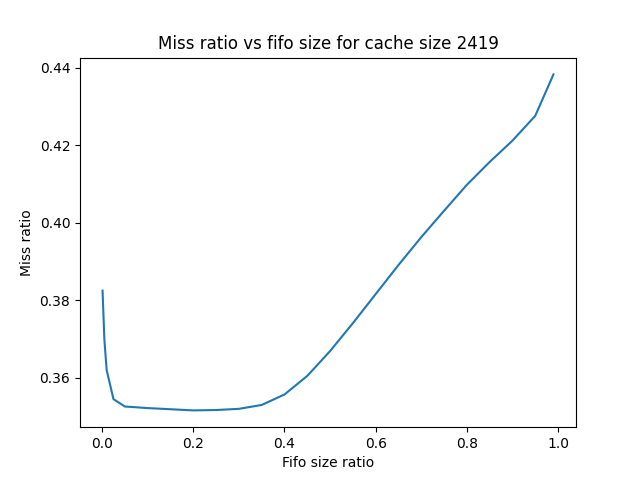 Miss ratio vs fifo size for cache size 2419
0.44
0.42
0.40
0.38
0.36
Miss ratio
0.0 0.2 0.4 0.6 0.8 1.0
Fifo size ratio